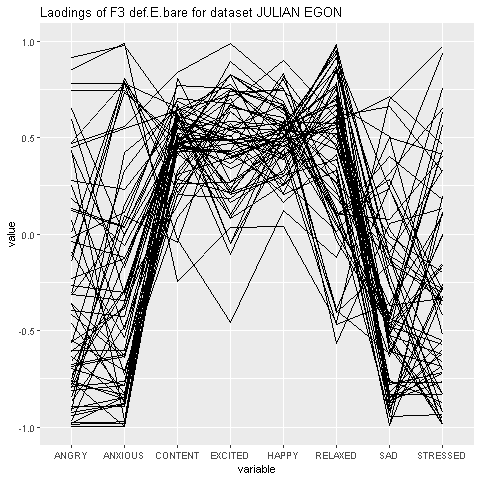 Laodings of F3 def.E.bare for dataset JULIAN EGON
1.0
0.5
0.0
-0.5
-1.0
value
ANGRY ANXIOUS CONTENT EXCITED HAPPY RELAXED SAD STRESSED
variable